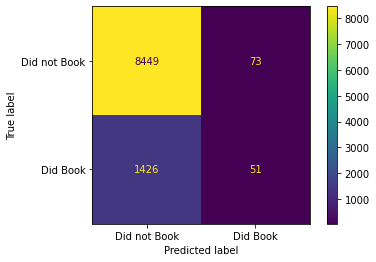 8000
7000
6000
5000
4000
3000
2000
1000
True label
Did not Book
Did Book
8449
73
1426
51
Did not Book
Did Book
Predicted label